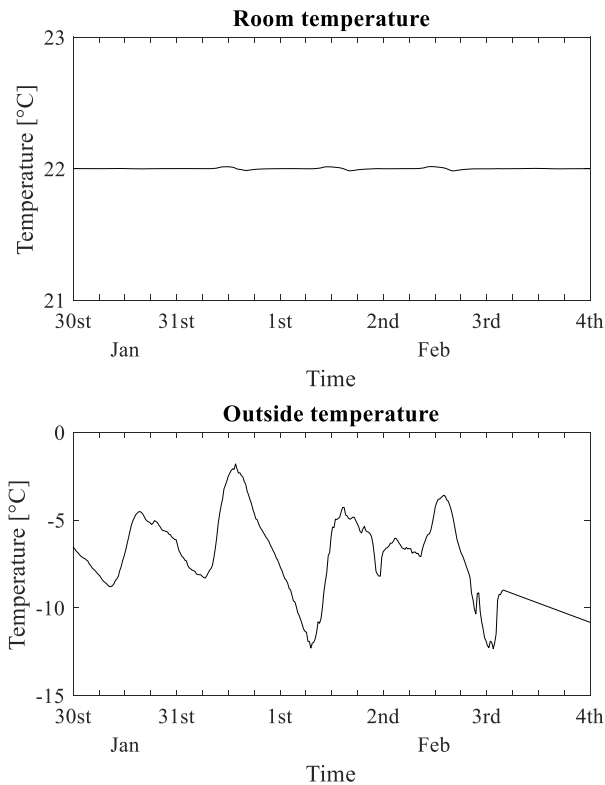 Room temperature
23
22
21
Temperature [°C]
30st 31st 1st 2nd 3rd 4th
Jan Feb
Time
Outside temperature
0
-5
-10
-15
Temperature [°C]
30st 31st 1st 2nd 3rd 4th
Jan Feb
Time